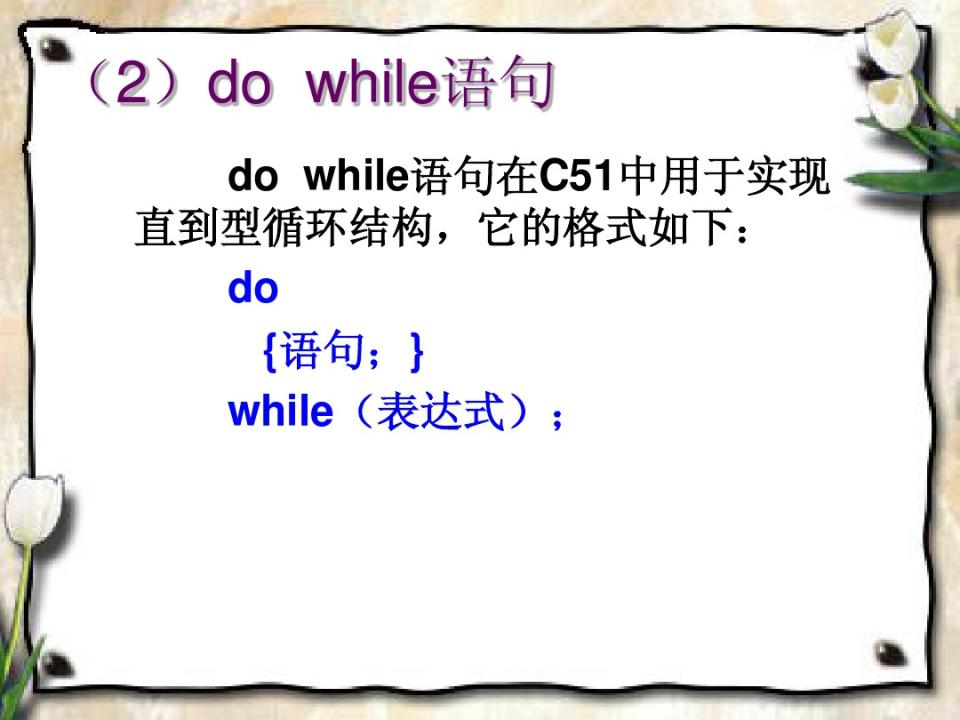 （2）do  while语句
do  while语句在C51中用于实现
直到型循环结构，它的格式如下：
do
{语句；}
while（表达式）；